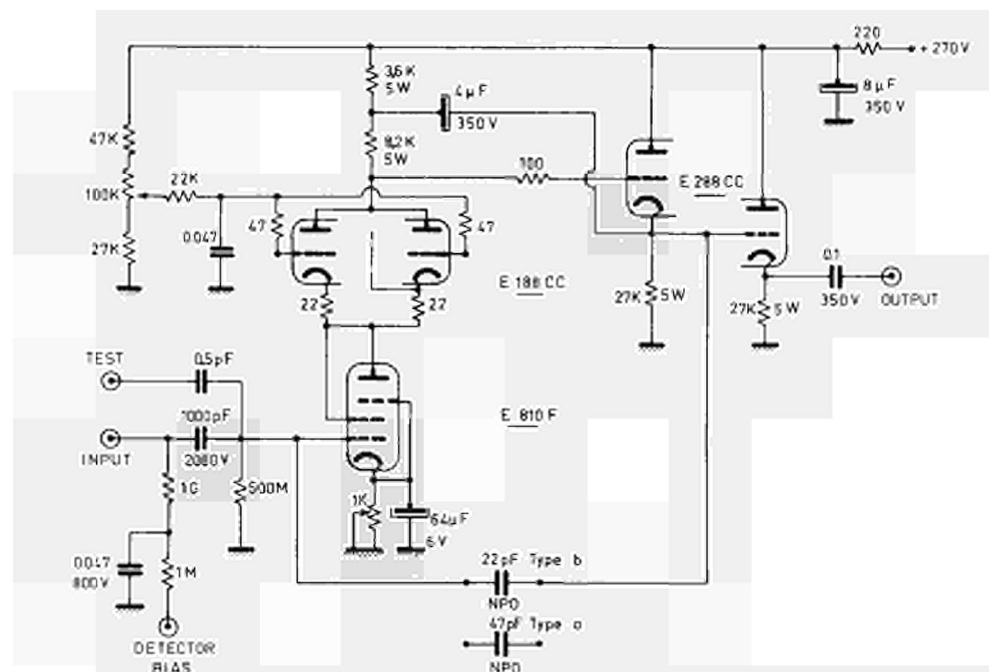 220
+ 270V
3,6K
5W
4µF
350V
8µF
350V
47K
8,2K
5W
100K
22K
100
E 288 CC
47
47
0.047
27K
E 188 CC
0.1
350V
OUTPUT
22
22
27K 5W
27K 5W
TEST
0.5pF
1000pF
2000V
INPUT
E 810 F
1G
500M
1K
64µF
6V
0.047
800V
1M
22pF Type b
NPO
47pF Type a
NPO
DETECTOR
BIAS